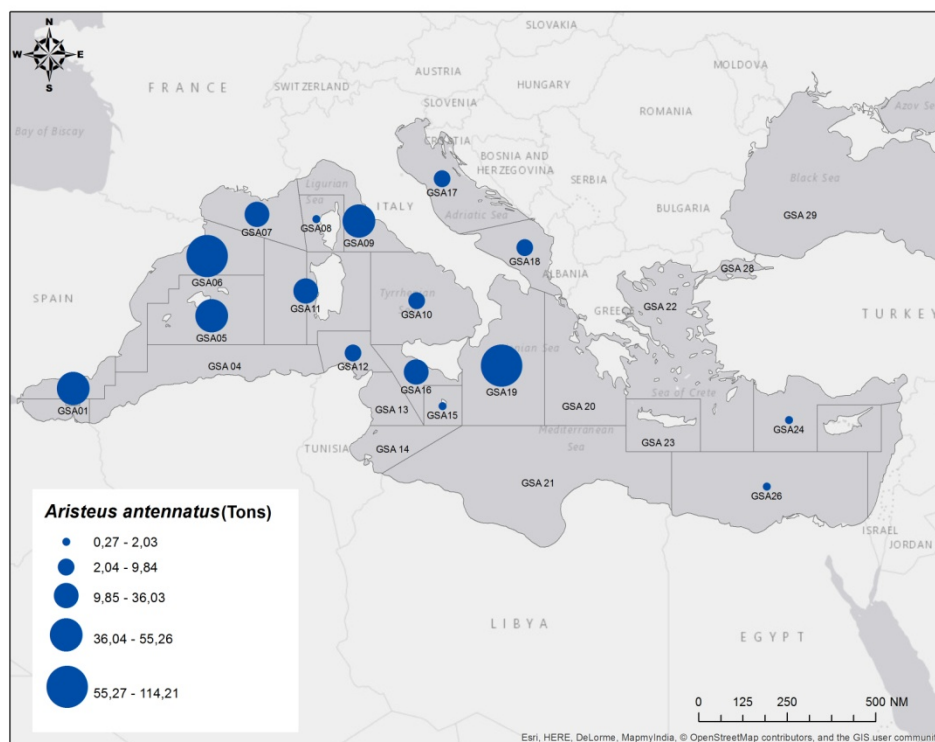 N
W E
S
SLOVAKIA
FRANCE
SWITZERLAND
AUSTRIA
HUNGARY
MOLDOVA
SLOVENIA
ROMANIA
Bay of Biscay
CROATIA
Azov Sea
BOSNIA AND
HERZEGOVINA
SERBIA
Ligurian
Sea
ITALY
GSA17
Adriatic Sea
Black Sea
GSA 29
BULGARIA
GSA07
GSA08
GSA09
GSA18
ALBANIA
GSA 28
GSA06
SPAIN
GSA11
Tyrrhenian
Sea
GSA10
GREECE
GSA 22
TURKEY
GSA05
GSA 04
GSA12
Ionian Sea
GSA19
GSA01
GSA16
GSA 13
GSA15
GSA 20
Sea of Crete
GSA24
TUNISIA
GSA 14
Mediterranean
Sea
GSA 23
GSA 21
GSA26
ISRAEL
JORDAN
LIBYA
EGYPT
Aristeus antennatus(Tons)
0,27 - 2,03
2,04 - 9,84
9,85 - 36,03
36,04 - 55,26
55,27 - 114,21
0 125 250 500 NM
Esri, HERE, DeLorme, MapmyIndia, © OpenStreetMap contributors, and the GIS user communit